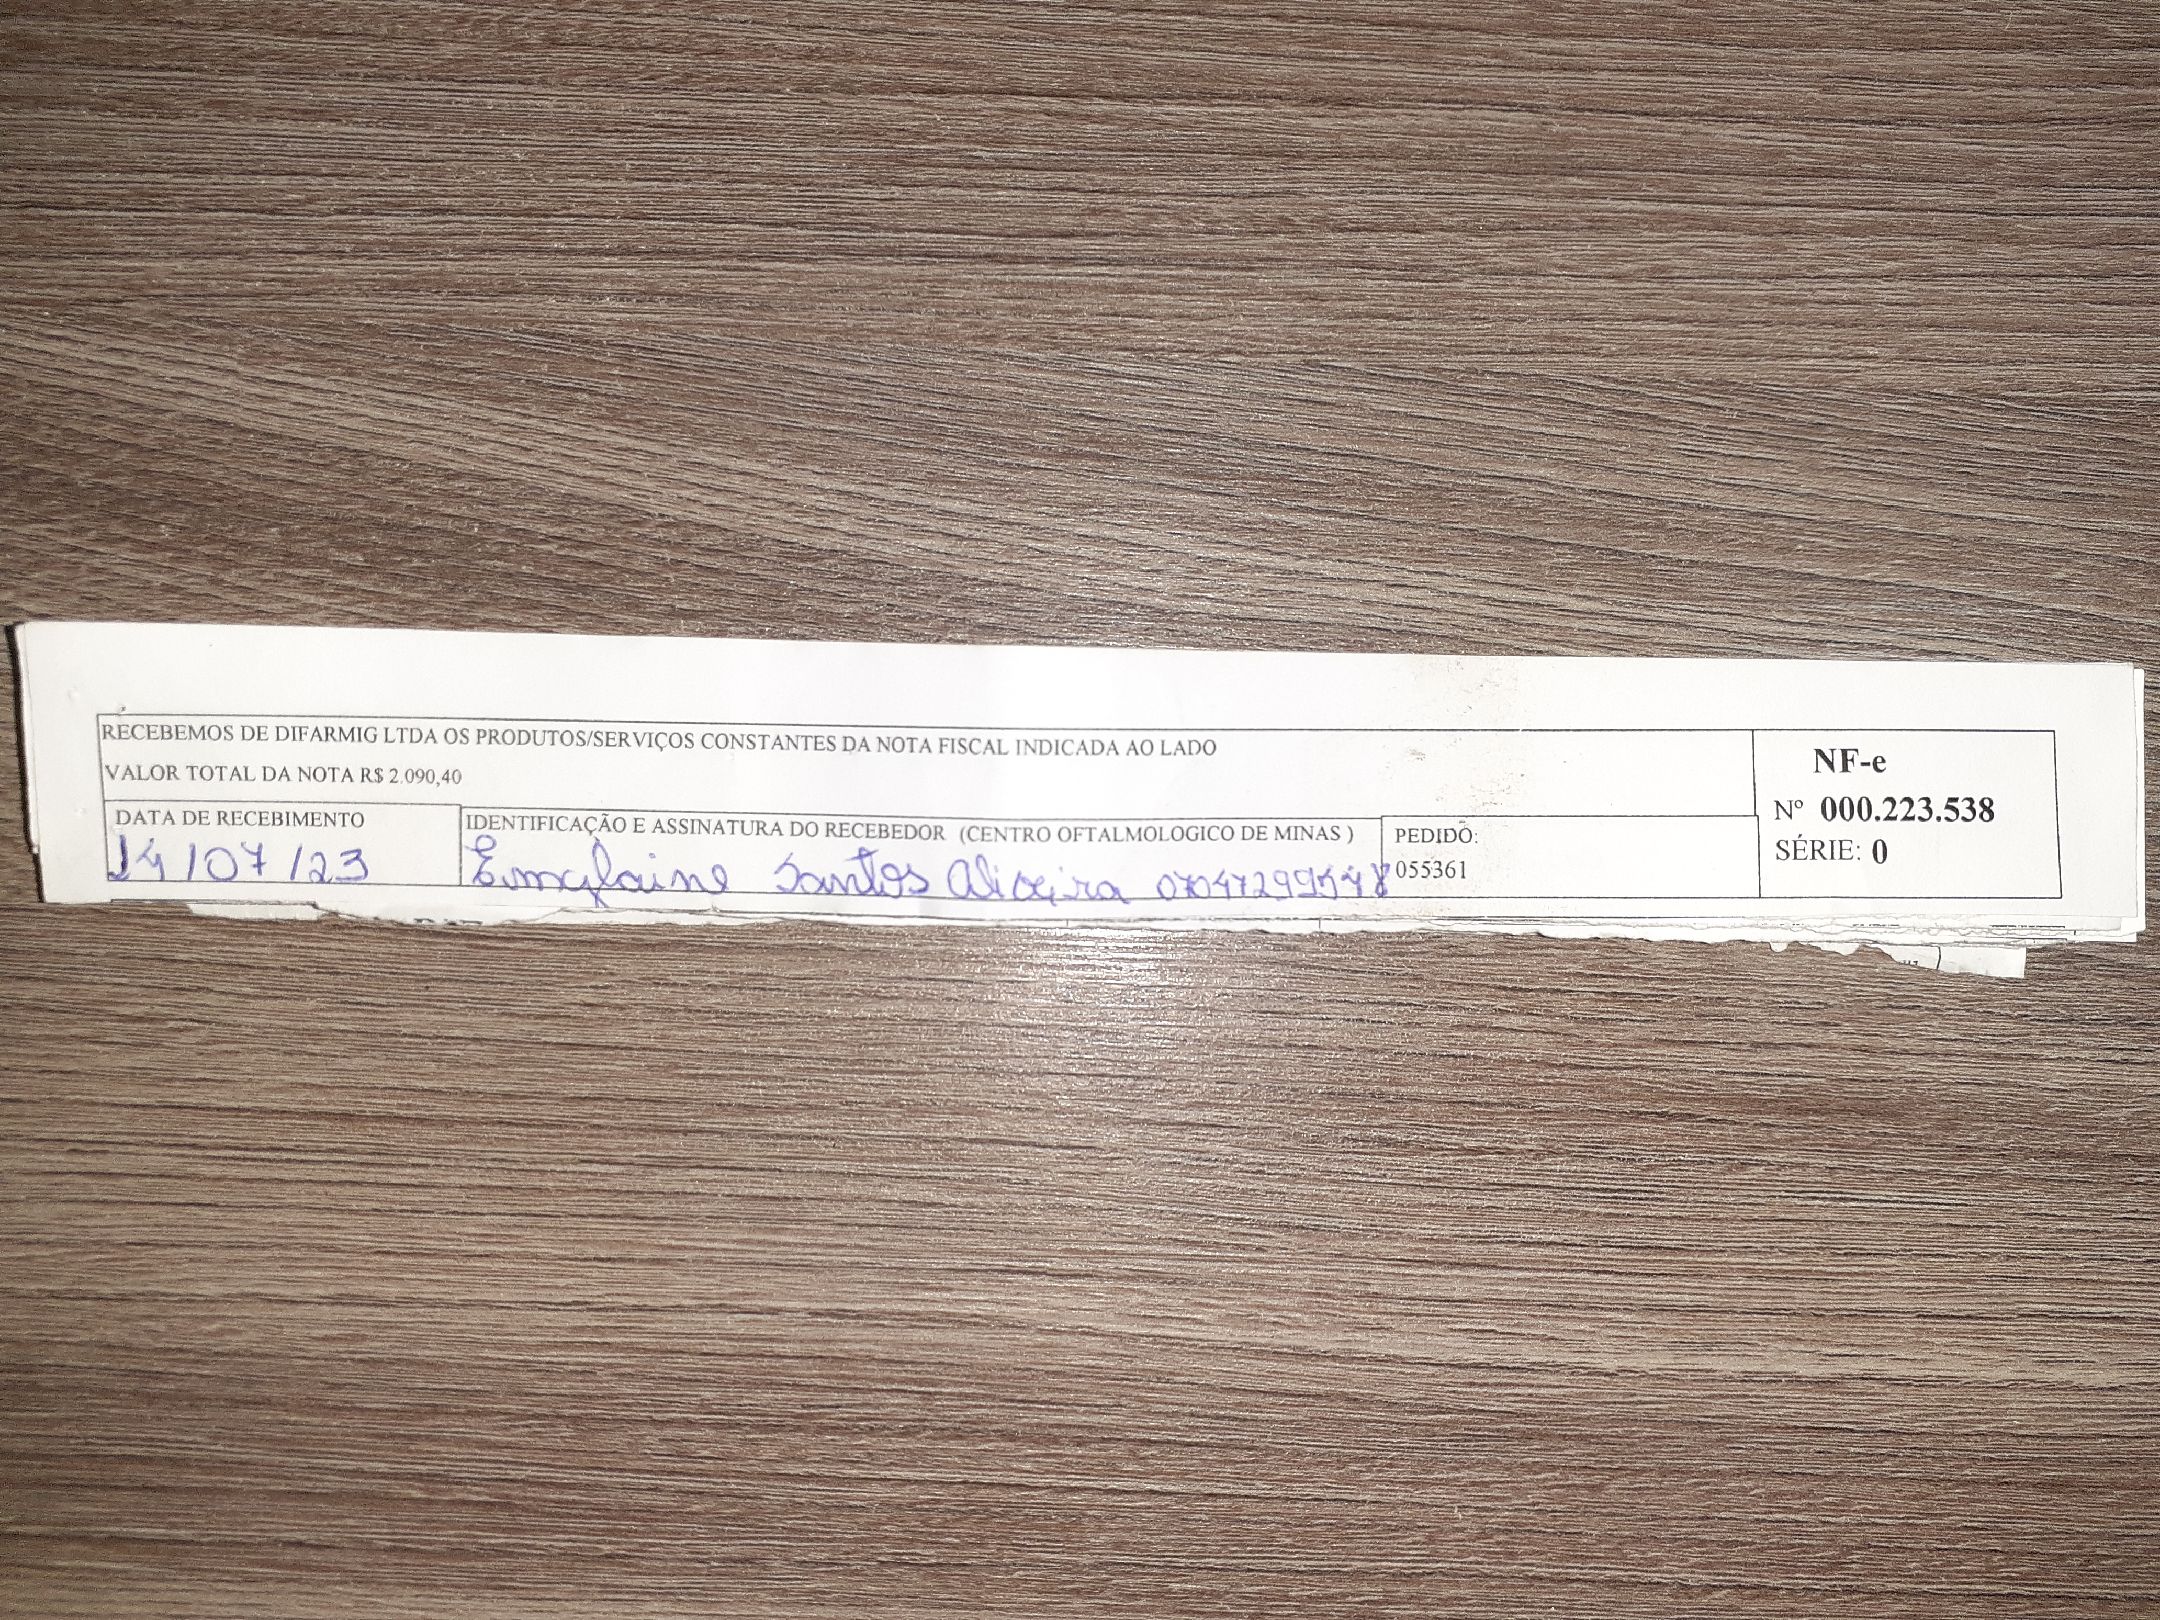 RECEBEMOS DE DIFARMIG LTDA OS PRODUTOS/SERVIÇOS CONSTANTES DA NOTA FISCAL INDICADA AO LADO
VALOR TOTAL DA NOTA R$ 2.090,40
DATA DE RECEBIMENTO
14/07/23
IDENTIFICAÇÃO E ASSINATURA DO RECEBEDOR (CENTRO OFTALMOLOGICO DE MINAS )
Santos Oliveira
PEDIDO:
055361
NF-e
Nº 000.223.538
SÉRIE: 0